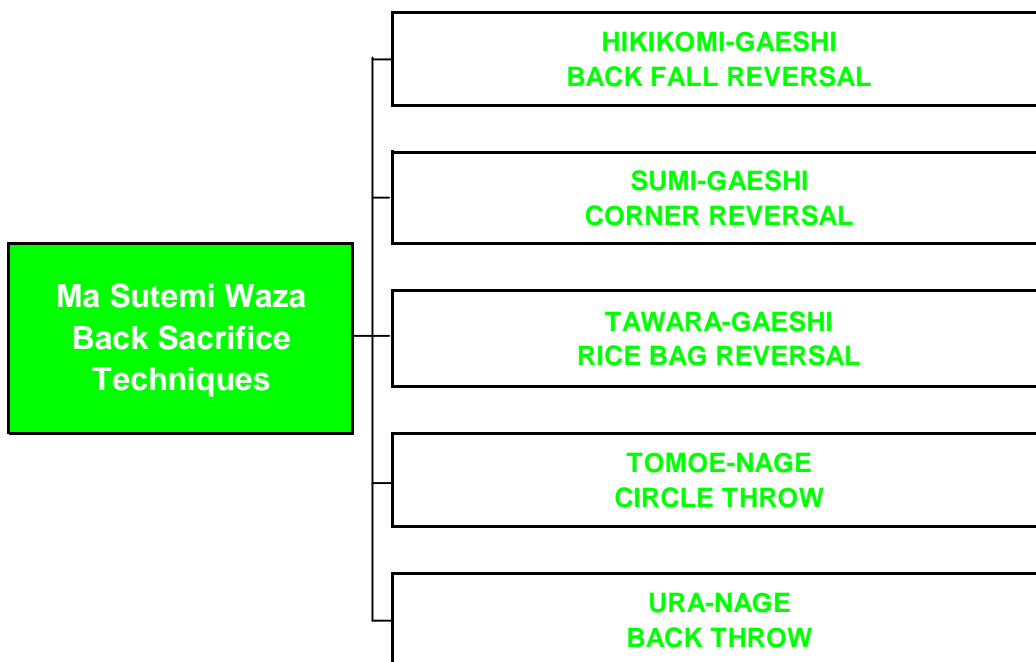 HIKIKOMI-GAESHI
BACK FALL REVERSAL
SUMI-GAESHI
CORNER REVERSAL
Ma Sutemi Waza
Back Sacrifice
Techniques
TAWARA-GAESHI
RICE BAG REVERSAL
TOMOE-NAGE
CIRCLE THROW
URA-NAGE
BACK THROW